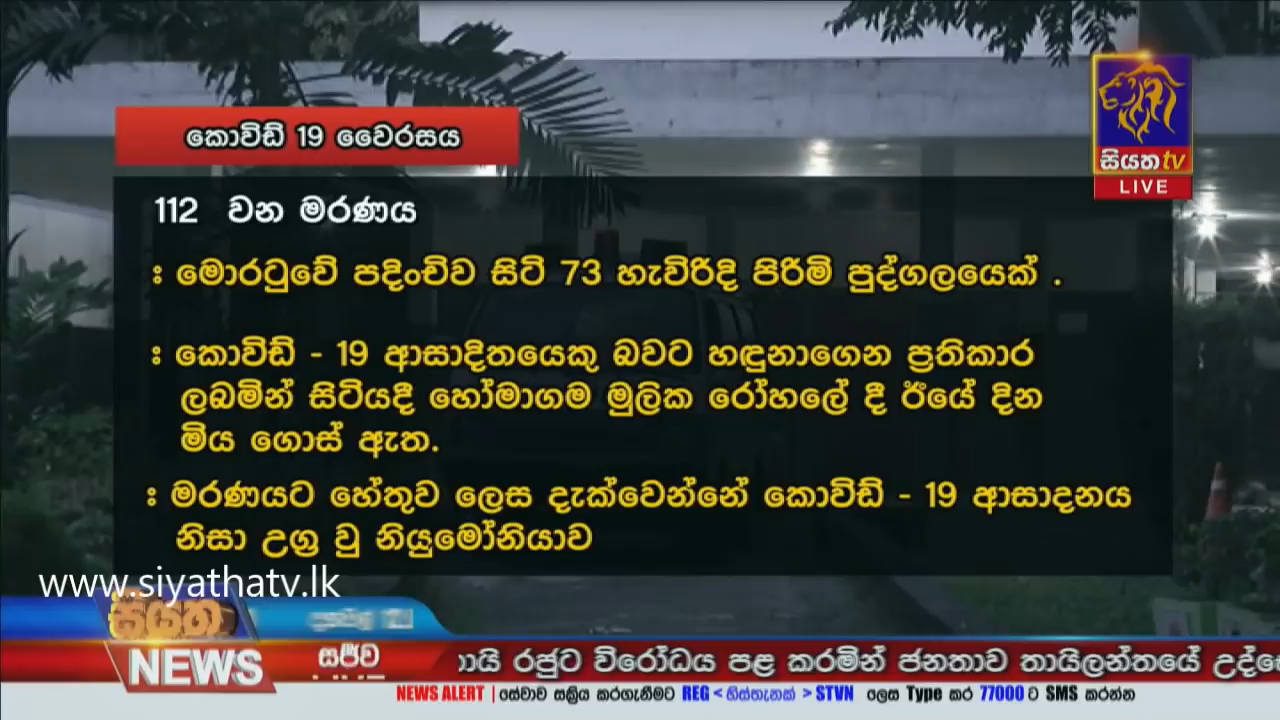 කොවිඩ් 19 වෛරසය
සියත tv
LIVE
112 වන මරණය
: මොරටුවේ පදිංචිව සිටි 73 හැවිරිදි පිරිමි පුද්ගලයෙක් .
: කොවිඩ් - 19 ආසාදිතයෙකු බවට හඳුනාගෙන ප්‍රතිකාර
ලබමින් සිටියදී හෝමාගම මුලික රෝහලේ දී ඊයේ දින
මිය ගොස් ඇත.
: මරණයට හේතුව ලෙස දැක්වෙන්නේ කොවිඩ් - 19 ආසාදනය
නිසා උග්‍ර වු නියුමෝනියාව
www.siyathatv.lk
සියත
NEWS
සජීව
රජුට විරෝධය පළ කරමින් ජනතාව තායිලන්තයේ
NEWS ALERT | සේවාව සක්‍රිය කරගැනීමට REG < හිස්තැනක් > STVN ලෙස Type කර 77000 ට SMS කරන්න